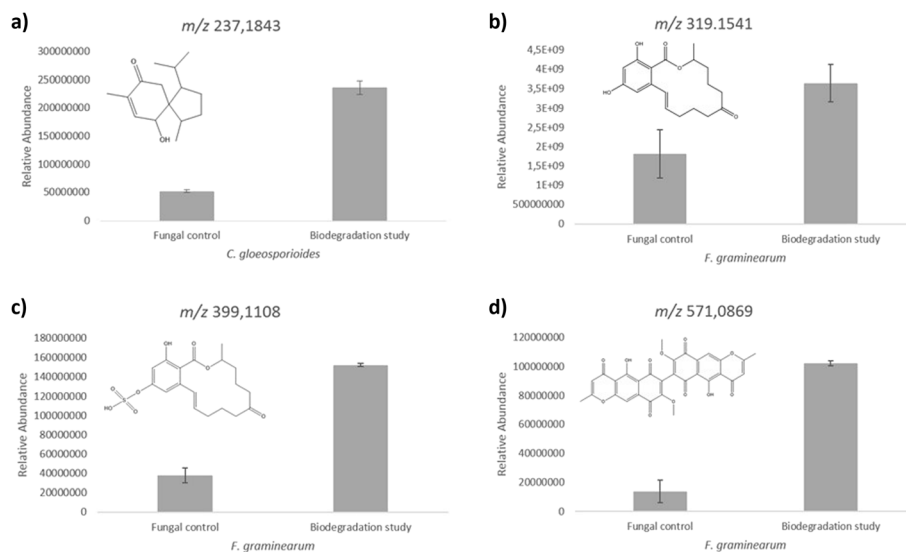 a)
m/z 237,1843
Relative Abundance
300000000
250000000
200000000
150000000
100000000
50000000
0
O
OH
Fungal control
Biodegradation study
C. gloeosporioides
b)
m/z 319.1541
Relative Abundance
4,5E+09
4E+09
3,5E+09
3E+09
2,5E+09
2E+09
1,5E+09
1E+09
500000000
0
OH
O
O
HO
O
Fungal control
Biodegradation study
F. graminearum
c)
m/z 399,1108
Relative Abundance
180000000
160000000
140000000
120000000
100000000
80000000
60000000
40000000
20000000
0
OH
O
O
O
O
S
HO
O
O
Fungal control
Biodegradation study
F. graminearum
d)
m/z 571,0869
Relative Abundance
120000000
100000000
80000000
60000000
40000000
20000000
0
O
OH
O
O
O
O
O
O
O
O
OH
O
Fungal control
Biodegradation study
F. graminearum